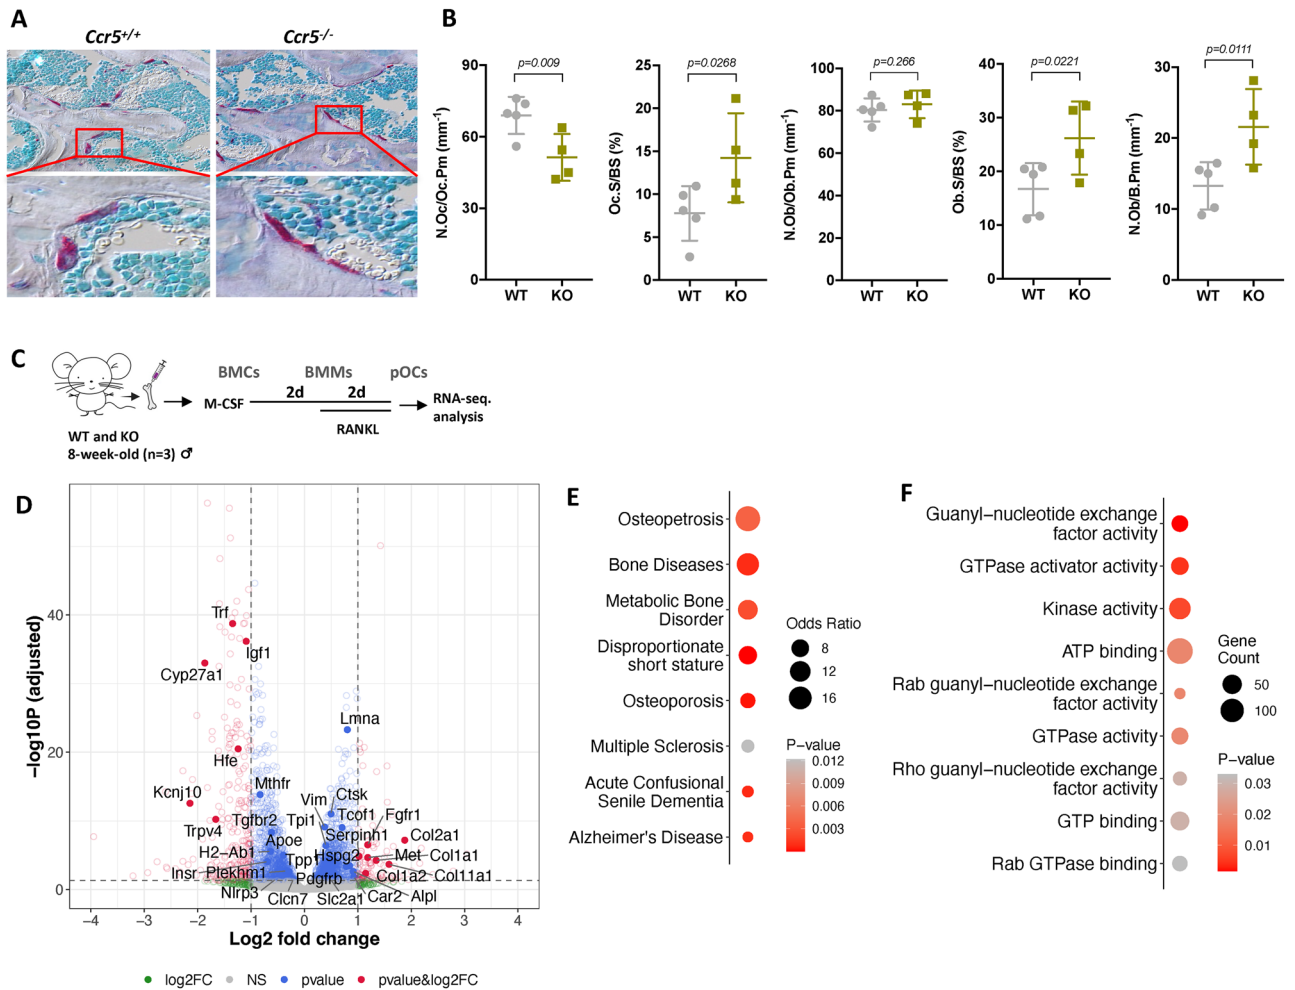 A
Ccr5+/+
Ccr5-/-
B
p=0.009
N.Oc/Oc.Pm (mm-1)
90
60
30
0
WT
KO
p=0.0268
Oc.S/BS (%)
25
20
15
10
5
0
WT
KO
p=0.266
N.Ob/Ob.Pm (mm-1)
100
80
60
40
20
0
WT
KO
p=0.0221
Ob.S/BS (%)
40
30
20
10
0
WT
KO
p=0.0111
N.Ob/B.Pm (mm-1)
30
20
10
0
WT
KO
C
BMCs
BMMs
pOCs
2d
2d
M-CSF
RANKL
RNA-seq.
analysis
WT and KO
8-week-old (n=3) ♂
D
−log10P (adjusted)
40
20
0
Trf
Igf1
Cyp27a1
Lmna
Hfe
Kcnj10
Mthfr
Vim
Ctsk
Trpv4
Tgfbr2
Tpi1
Tcof1
Fgfr1
Apoe
Serpinh1
Col2a1
H2−Ab1
Tpp1
Hspg2
Met
Col1a1
Insr
Plekhm1
Pdgfrb
Col1a2
Col11a1
Nlrp3
Clcn7
Slc2a1
Car2
Alpl
−4
−3
−2
−1
0
1
2
3
4
Log2 fold change
log2FC
NS
pvalue
pvalue&log2FC
E
Osteopetrosis
Bone Diseases
Metabolic Bone
Disorder
Disproportionate
short stature
Osteoporosis
Multiple Sclerosis
Acute Confusional
Senile Dementia
Alzheimer's Disease
Odds Ratio
8
12
16
P−value
0.012
0.009
0.006
0.003
F
Guanyl−nucleotide exchange
factor activity
GTPase activator activity
Kinase activity
ATP binding
Rab guanyl−nucleotide exchange
factor activity
GTPase activity
Rho guanyl−nucleotide exchange
factor activity
GTP binding
Rab GTPase binding
Gene
Count
50
100
P−value
0.03
0.02
0.01